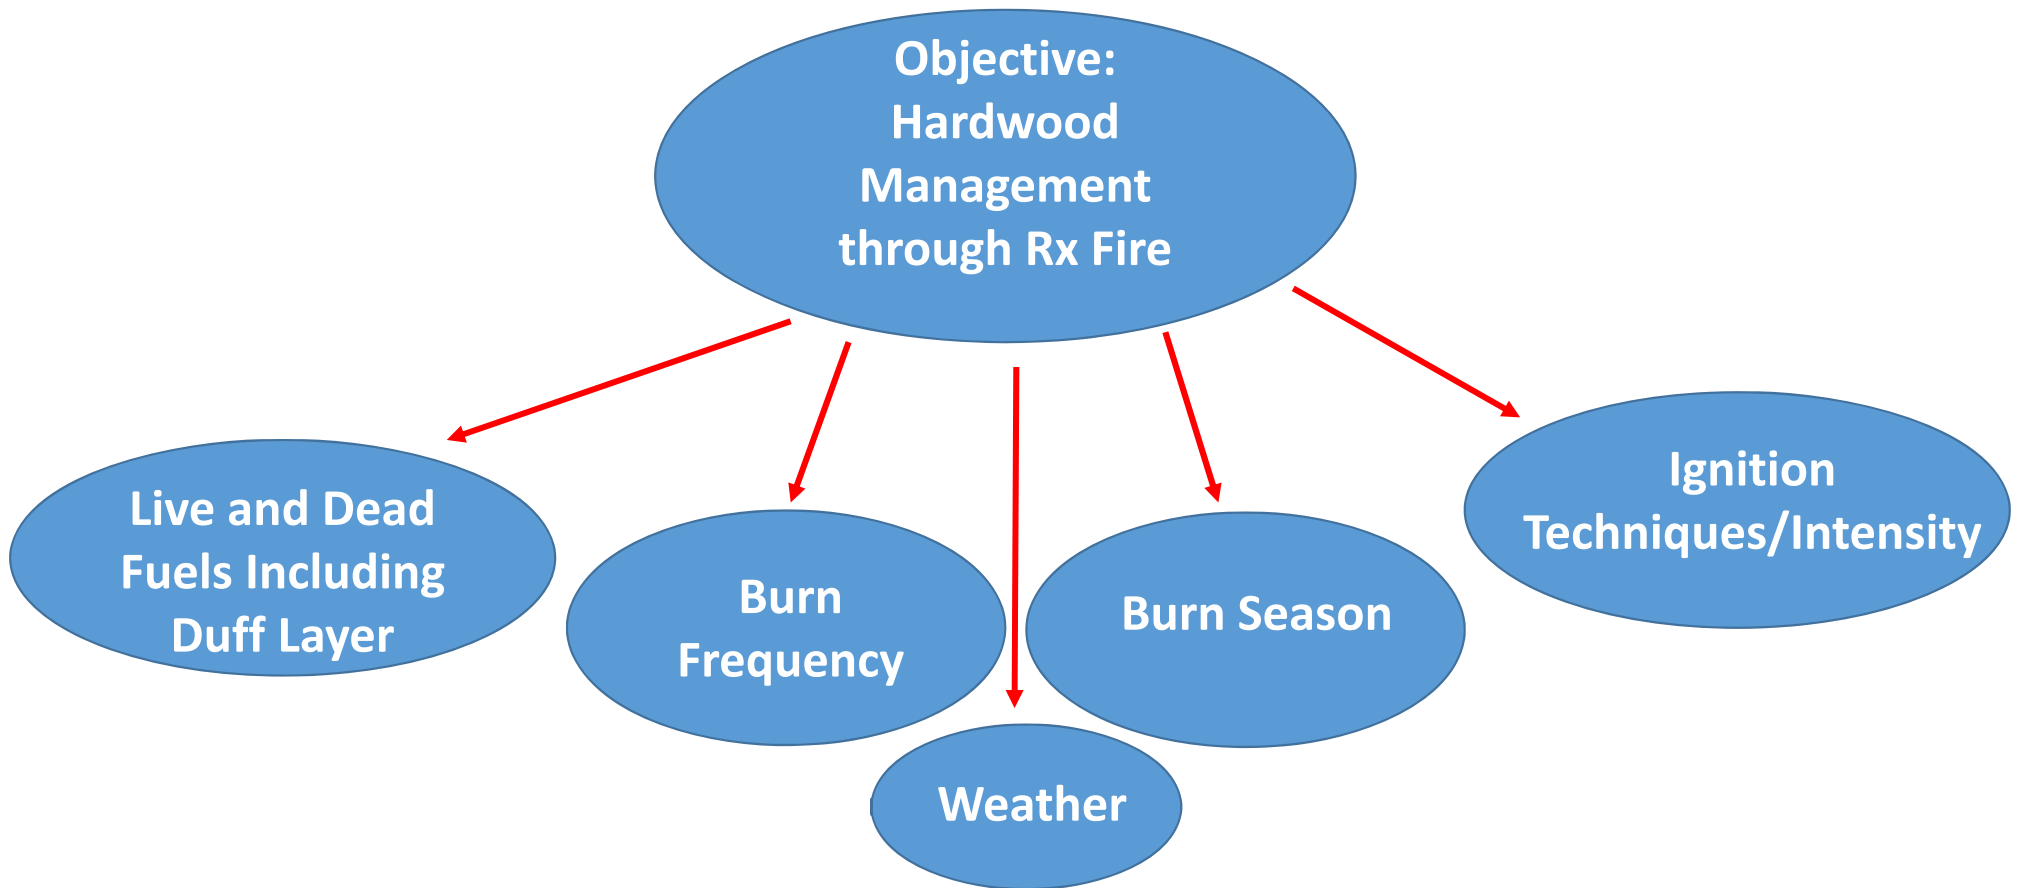 Objective:
Hardwood
Management
through Rx Fire
Live and Dead
Fuels Including
Duff Layer
Burn
Frequency
Weather
Burn Season
Ignition
Techniques/Intensity